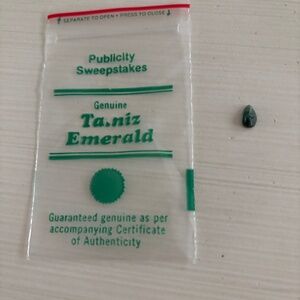 ↑ SEPARATE TO OPEN • PRESS TO CLOSE ↓
Publicity
Sweepstakes
Genuine
Ta.niz
Emerald
Guaranteed genuine as per
accompanying Certificate
of Authenticity